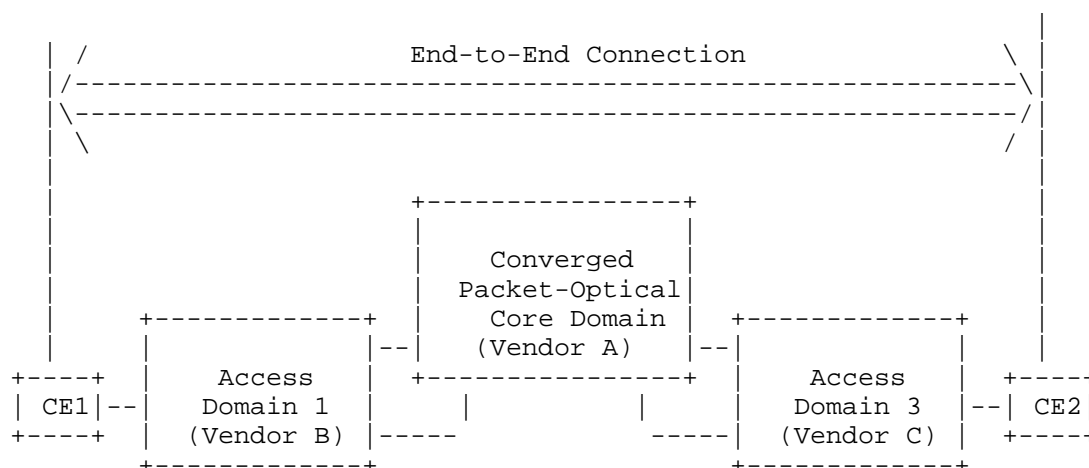 End-to-End Connection
Converged
Packet-Optical
Core Domain
(Vendor A)
Access
Domain 1
(Vendor B)
Access
Domain 3
(Vendor C)
CE1
CE2